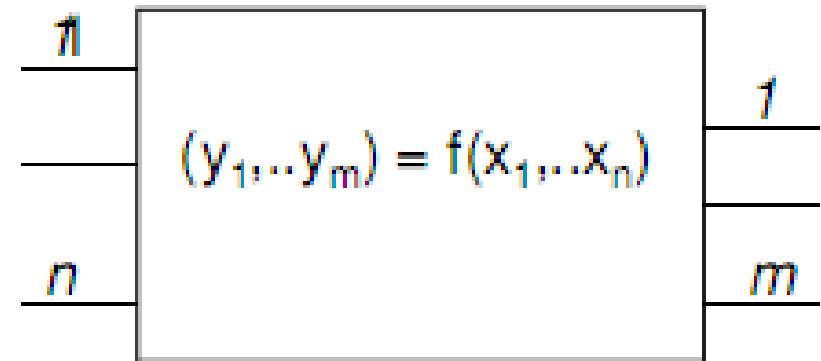 1
1
(y₁,..yₘ) = f(x₁,..xₙ)
n
m